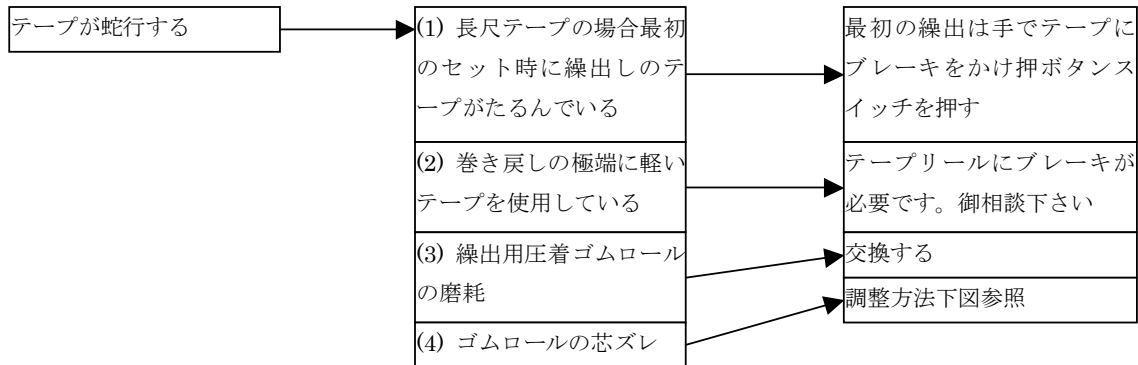 テープが蛇行する
(1) 長尺テープの場合最初
のセット時に繰出しのテ
ープがたるんでいる
(2) 巻き戻しの極端に軽い
テープを使用している
(3) 繰出用圧着ゴムロール
の磨耗
(4) ゴムロールの芯ズレ
最初の繰出は手でテープに
ブレーキをかけ押ボタンス
イッチを押す
テープリールにブレーキが
必要です。御相談下さい
交換する
調整方法下図参照